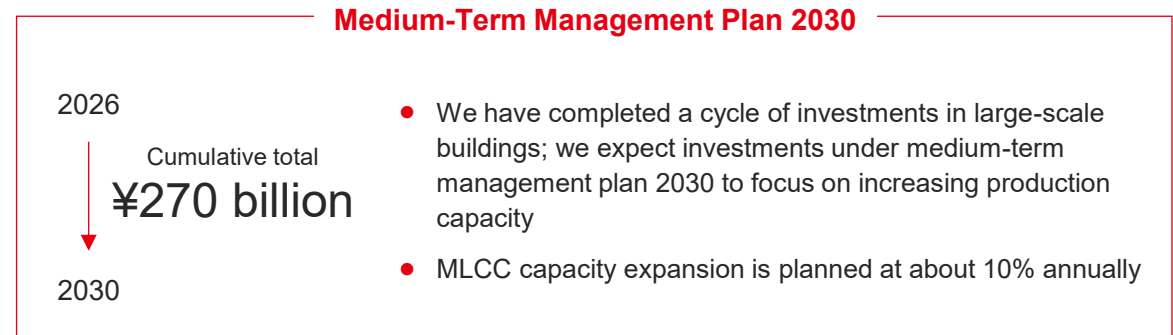 Medium-Term Management Plan 2030
2026
Cumulative total
¥270 billion
2030
● We have completed a cycle of investments in large-scale
buildings; we expect investments under medium-term
management plan 2030 to focus on increasing production
capacity
● MLCC capacity expansion is planned at about 10% annually